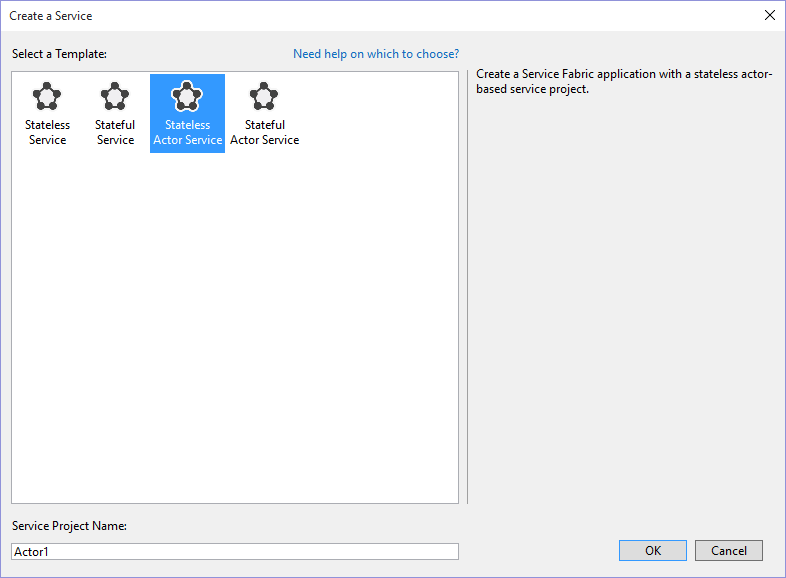 Create a Service
Select a Template:
Need help on which to choose?
Stateless
Service
Stateful
Service
Stateless
Actor Service
Stateful
Actor Service
Create a Service Fabric application with a stateless actor-
based service project.
Service Project Name:
Actor1
OK
Cancel